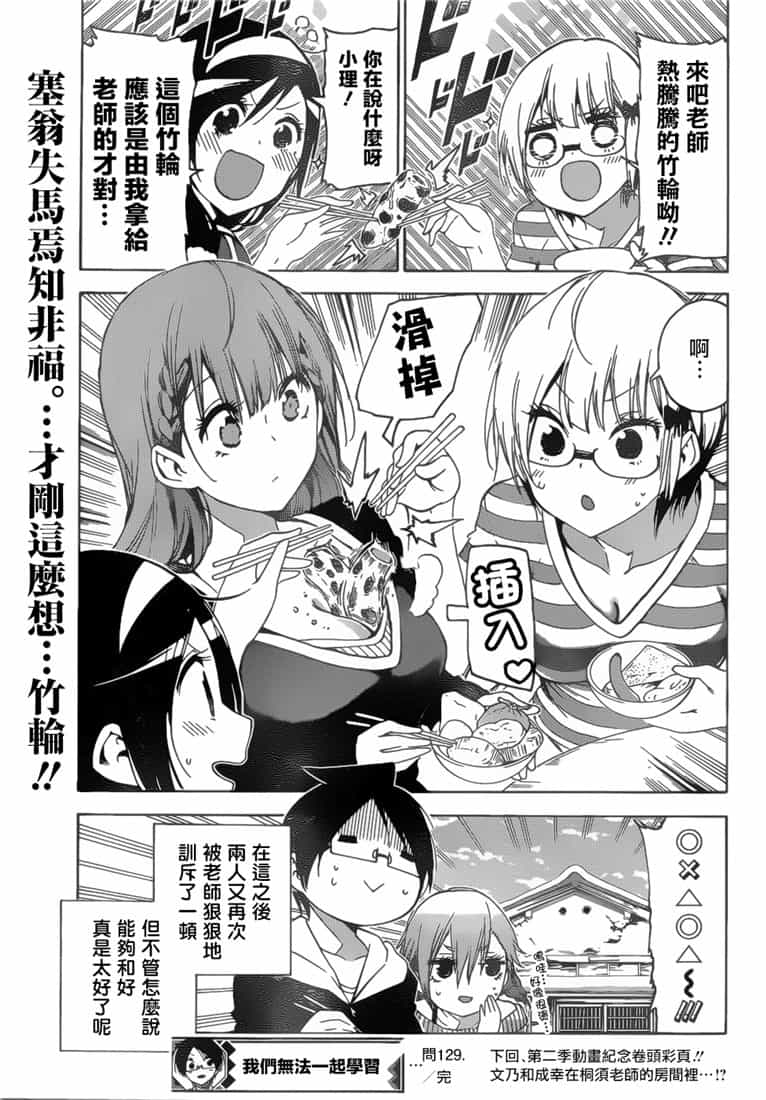 來吧老師
熱騰騰的竹輪呦!!
ドドド
你在說什麼呀
小理!
這個竹輪
應該是由我拿給
老師的才對…
ドドド
塞翁失馬焉知非福。…才剛這麼想…竹輪!!
啊…
滑掉
插入♡
○×△○△
!!!
在這之後
兩人又再次
被老師狠狠地
訓斥了一頓
但不管怎麼說
能夠和好
真是太好了呢
我們無法一起學習
…
問129.
/完
下回、第二季動畫紀念卷頭彩頁!!
文乃和成幸在桐須老師的房間裡…!?